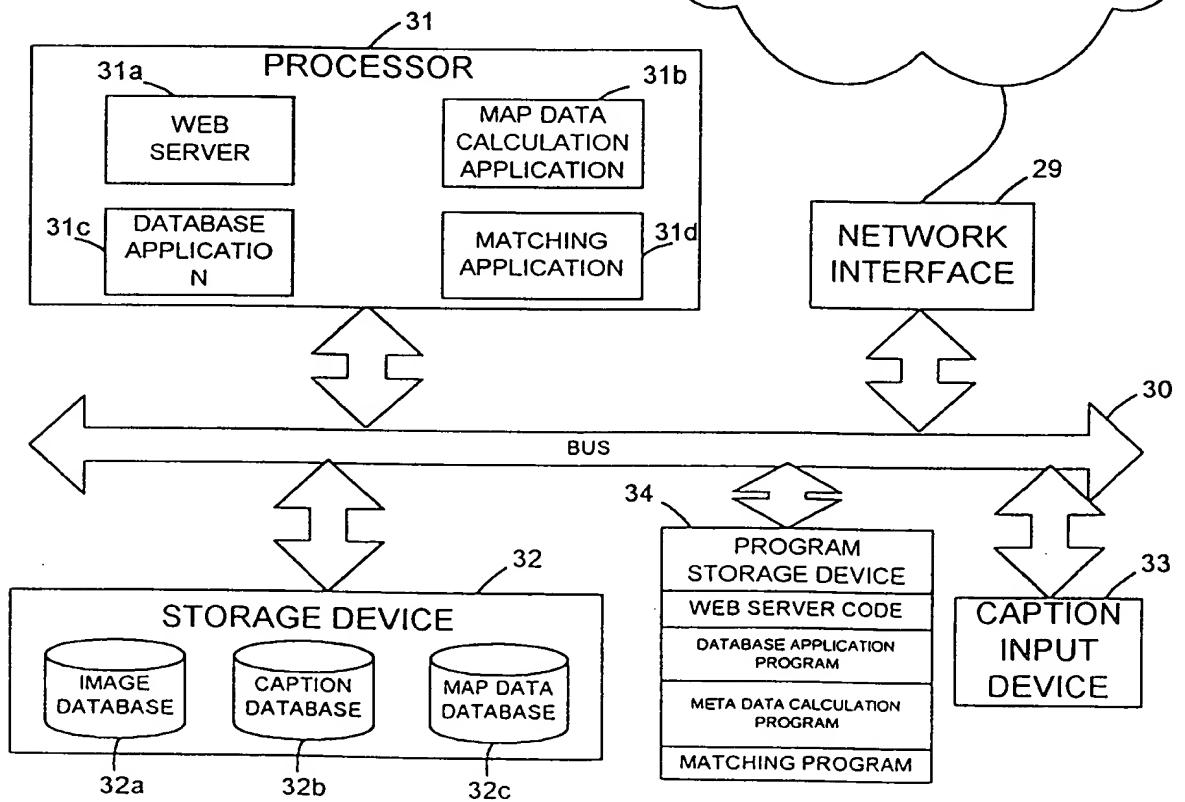 31
PROCESSOR
31a
WEB
SERVER
31b
MAP DATA
CALCULATION
APPLICATION
31c
DATABASE
APPLICATIO
N
MATCHING
APPLICATION
31d
29
NETWORK
INTERFACE
30
BUS
32
STORAGE DEVICE
IMAGE
DATABASE
CAPTION
DATABASE
MAP DATA
DATABASE
32a
32b
32c
34
PROGRAM
STORAGE DEVICE
WEB SERVER CODE
DATABASE APPLICATION
PROGRAM
META DATA CALCULATION
PROGRAM
MATCHING PROGRAM
33
CAPTION
INPUT
DEVICE